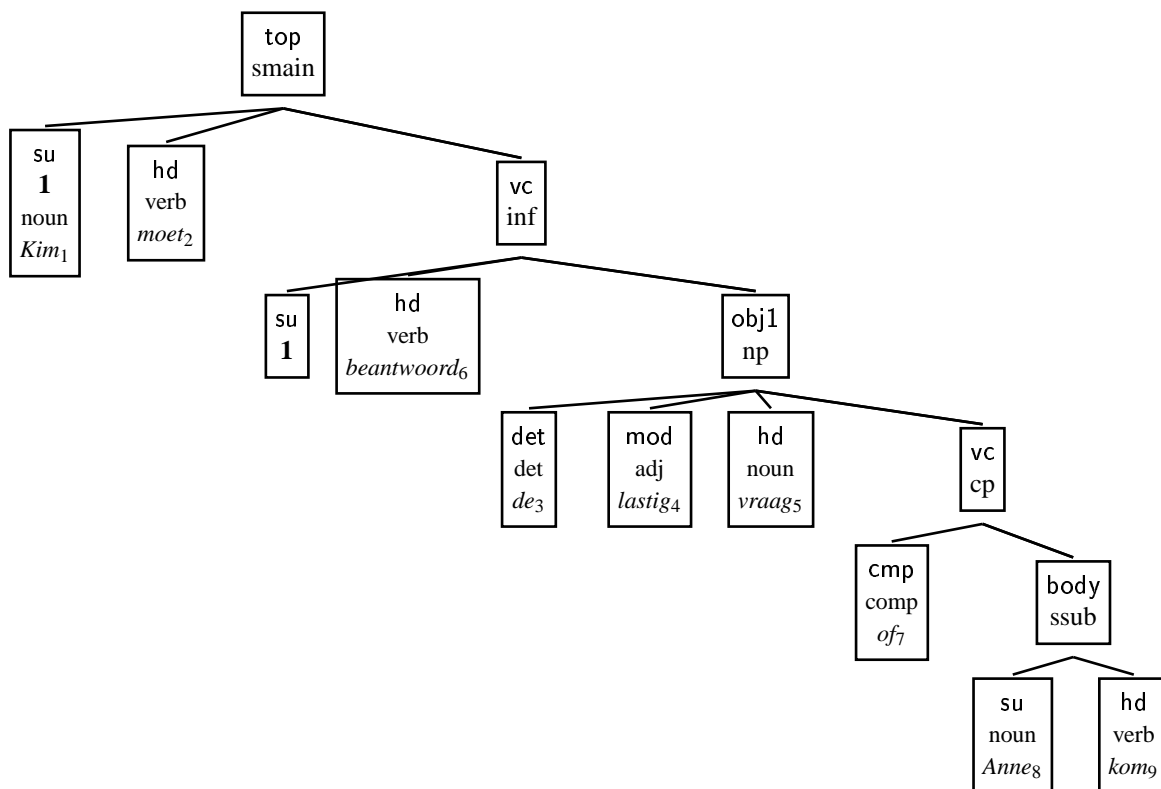 top
smain
su
1
noun
Kim1
hd
verb
moet2
vc
inf
su
1
hd
verb
beantwoord6
obj1
np
det
det
de3
mod
adj
lastig4
hd
noun
vraag5
vc
cp
cmp
comp
of7
body
ssub
su
noun
Anne8
hd
verb
kom9